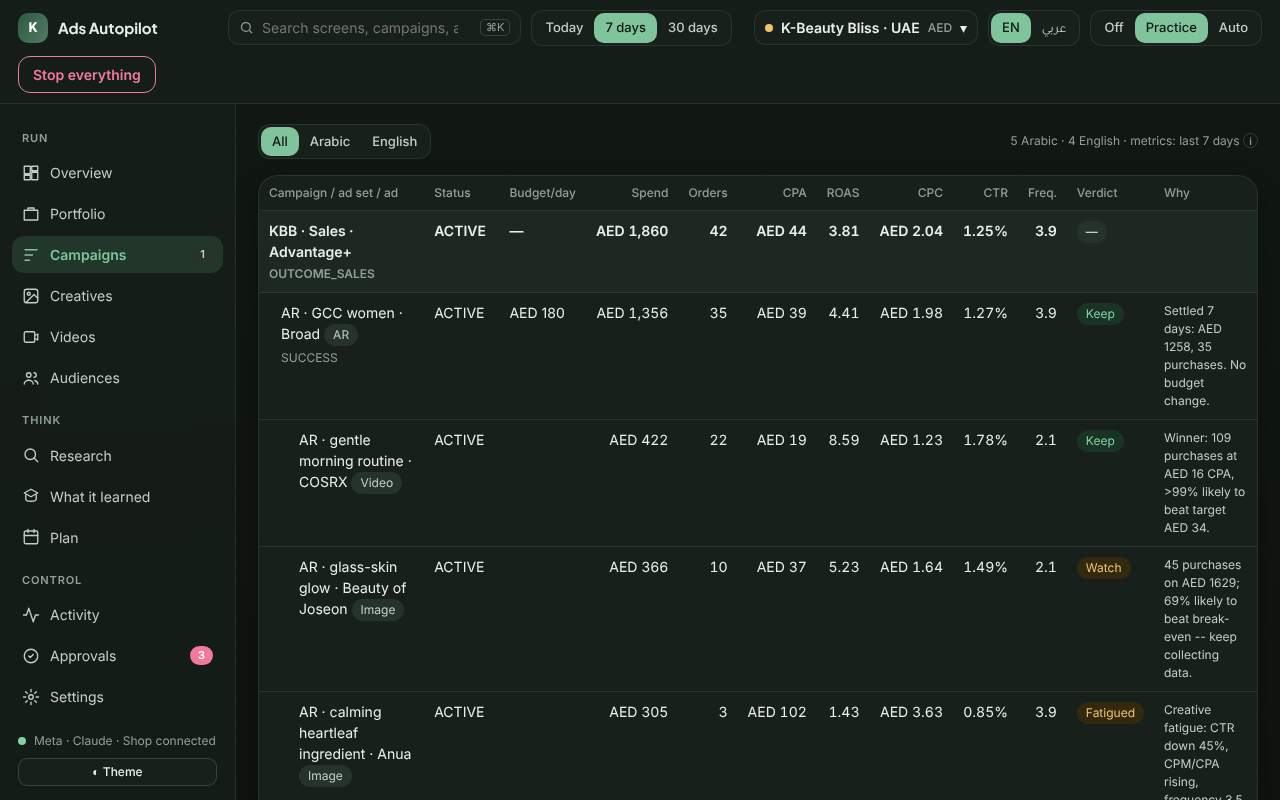 K Ads Autopilot
Search screens, campaigns, a ⌘K
Today 7 days 30 days
K-Beauty Bliss · UAE AED ▾
EN عربي
Off Practice Auto
Stop everything
RUN
Overview
Portfolio
Campaigns 1
Creatives
Videos
Audiences
THINK
Research
What it learned
Plan
CONTROL
Activity
Approvals 3
Settings
Meta · Claude · Shop connected
Theme
All Arabic English
5 Arabic · 4 English · metrics: last 7 days i
Campaign / ad set / ad Status Budget/day Spend Orders CPA ROAS CPC CTR Freq. Verdict Why
KBB · Sales · ACTIVE — AED 1,860 42 AED 44 3.81 AED 2.04 1.25% 3.9 —
Advantage+
OUTCOME_SALES
AR · GCC women · ACTIVE AED 180 AED 1,356 35 AED 39 4.41 AED 1.98 1.27% 3.9 Keep
Broad AR
SUCCESS
Settled 7
days: AED
1258, 35
purchases. No
budget
change.
AR · gentle ACTIVE AED 422 22 AED 19 8.59 AED 1.23 1.78% 2.1 Keep
morning routine ·
COSRX Video
Winner: 109
purchases at
AED 16 CPA,
>99% likely to
beat target
AED 34.
AR · glass-skin ACTIVE AED 366 10 AED 37 5.23 AED 1.64 1.49% 2.1 Watch
glow · Beauty of
Joseon Image
45 purchases
on AED 1629;
69% likely to
beat break-
even -- keep
collecting
data.
AR · calming ACTIVE AED 305 3 AED 102 1.43 AED 3.63 0.85% 3.9 Fatigued
heartleaf
ingredient · Anua
Image
Creative
fatigue: CTR
down 45%,
CPM/CPA
rising,
frequency 3.5